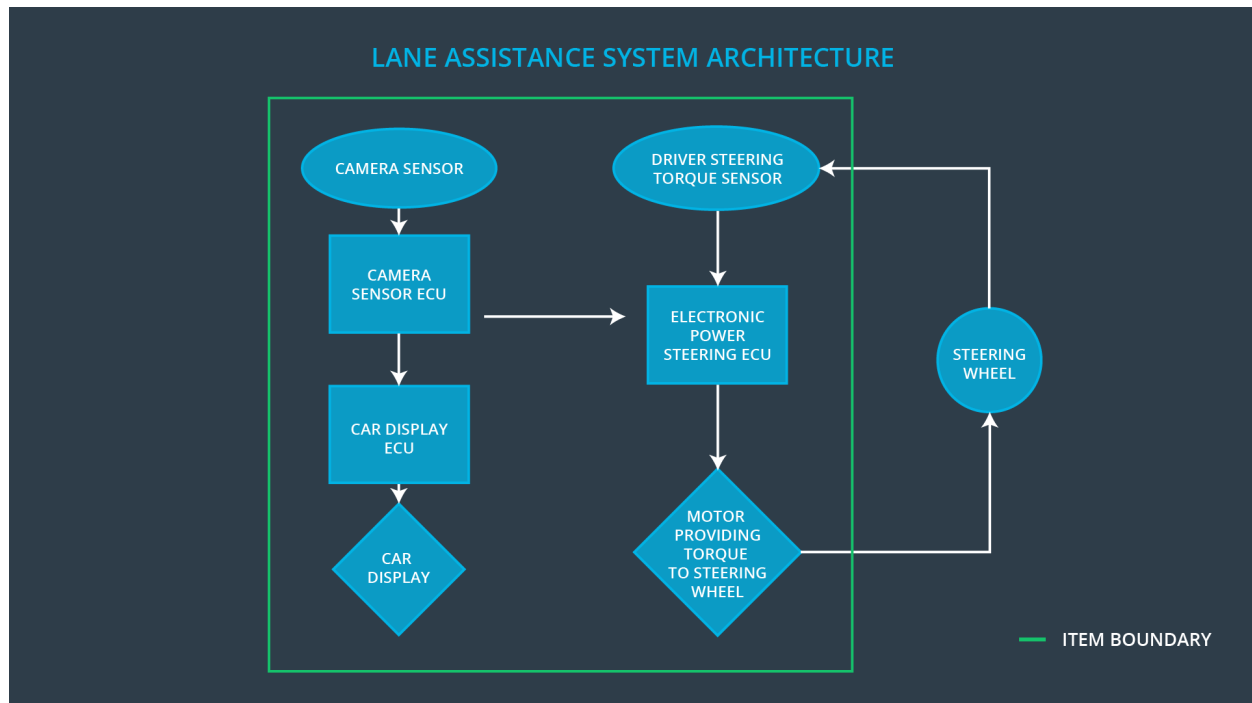 LANE ASSISTANCE SYSTEM ARCHITECTURE
CAMERA SENSOR
DRIVER STEERING
TORQUE SENSOR
CAMERA
SENSOR ECU
ELECTRONIC
POWER
STEERING ECU
STEERING
WHEEL
CAR DISPLAY
ECU
CAR
DISPLAY
MOTOR
PROVIDING
TORQUE
TO STEERING
WHEEL
ITEM BOUNDARY